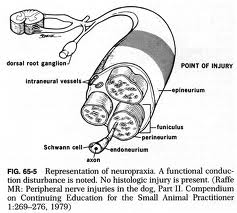 POINT OF INJURY
dorsal root ganglion
intraneural vessels
epineurium
funiculus
perineurium
Schwann cell
endoneurium
axon
FIG. 65-5 Representation of neuropraxia. A functional conduc-
tion disturbance is noted. No histologic injury is present. (Raffe
MR: Peripheral nerve injuries in the dog, Part II. Compendium
on Continuing Education for the Small Animal Practitioner
1:269–276, 1979)